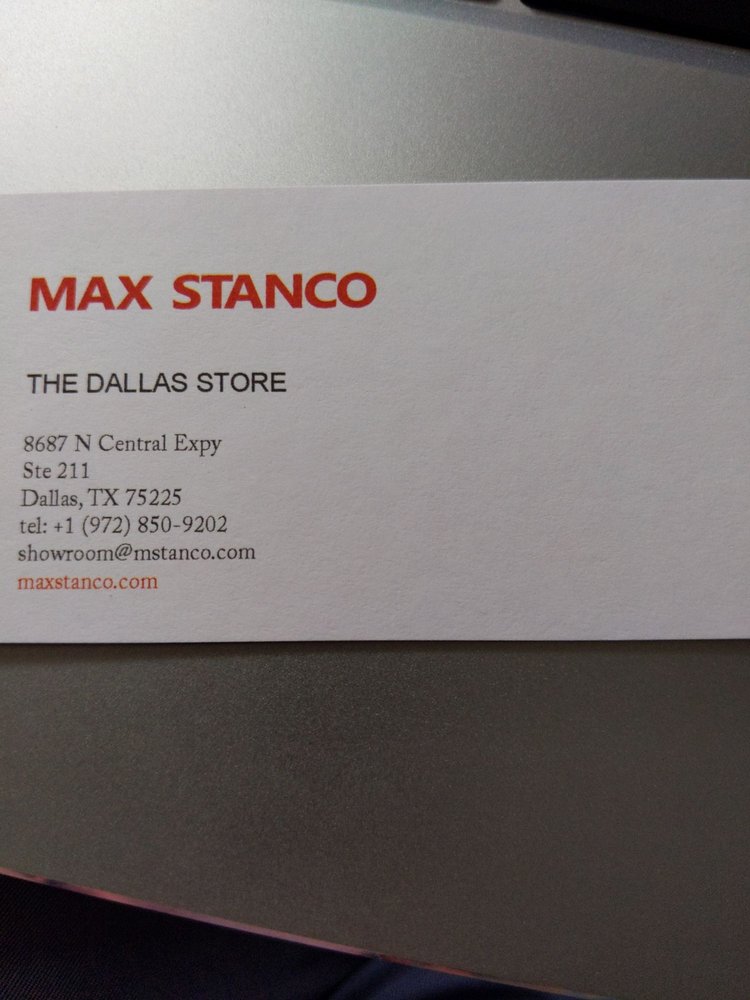 MAX STANCO
THE DALLAS STORE
8687 N Central Expy
Ste 211
Dallas, TX 75225
tel: +1 (972) 850-9202
showroom@mstanco.com
maxstanco.com